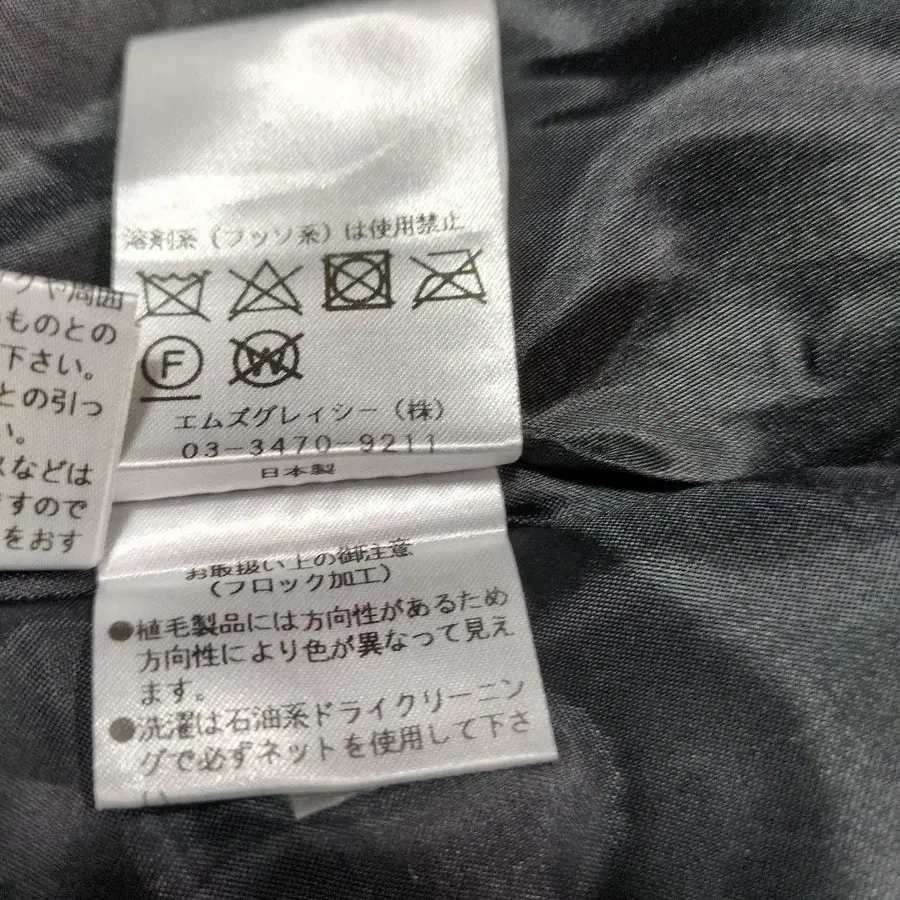 溶剤系（フッソ系）は使用禁止
F
W
エムズグレイシー（株）
03-3470-9211
日本製
や周囲
ものとの
下さい。
との引っ
い。
などは
ますので
をおす
お取扱い上の御注意
（フロック加工）
●植毛製品には方向性があるため
方向性により色が異なって見え
ます。
●洗濯は石油系ドライクリーニン
グで必ずネットを使用して下さ
い